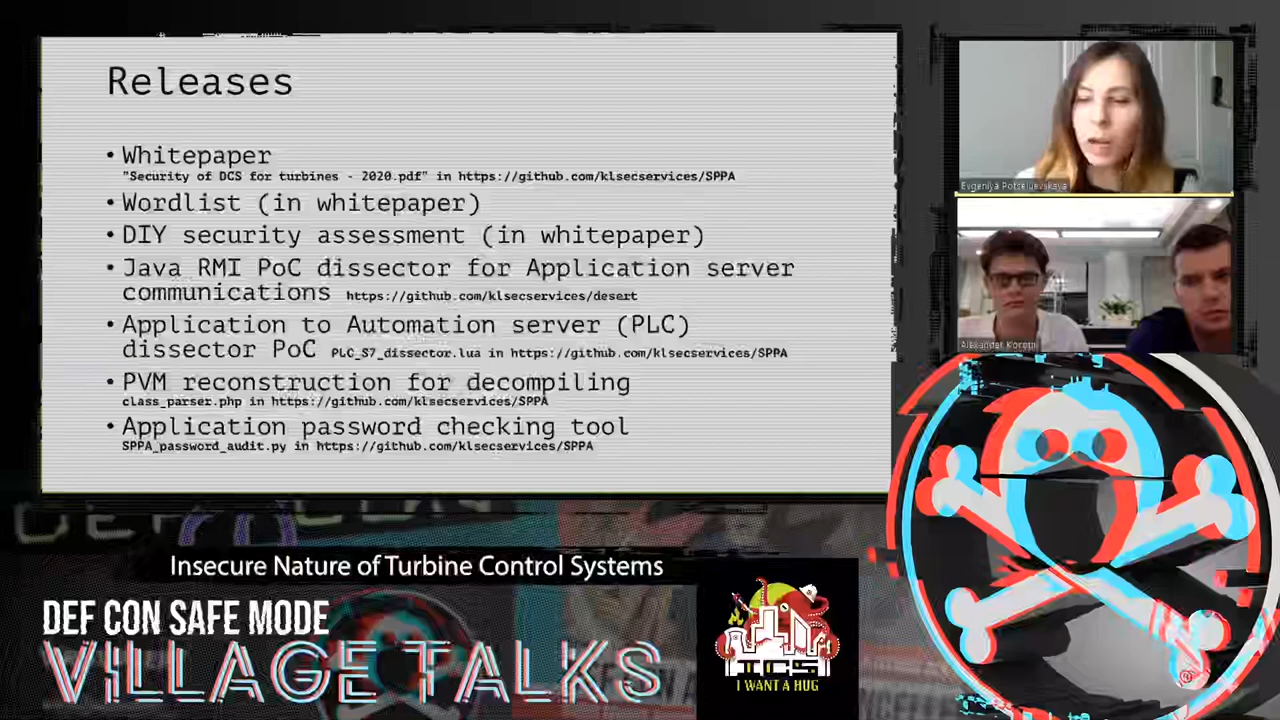 Releases
• Whitepaper
"Security of DCS for turbines - 2020.pdf" in https://github.com/klsecservices/SPPA
• Wordlist (in whitepaper)
• DIY security assessment (in whitepaper)
• Java RMI PoC dissector for Application server
communications https://github.com/klsecservices/desert
• Application to Automation server (PLC)
dissector PoC PLC_S7_dissector.lua in https://github.com/klsecservices/SPPA
• PVM reconstruction for decompiling
class_parser.php in https://github.com/klsecservices/SPPA
• Application password checking tool
SPPA_password_audit.py in https://github.com/klsecservices/SPPA
Evgeniya Potseluevskaya
Alexander Korotin
Insecure Nature of Turbine Control Systems
DEF CON SAFE MODE
VILLAGE TALKS
ICS
I WANT A HUG